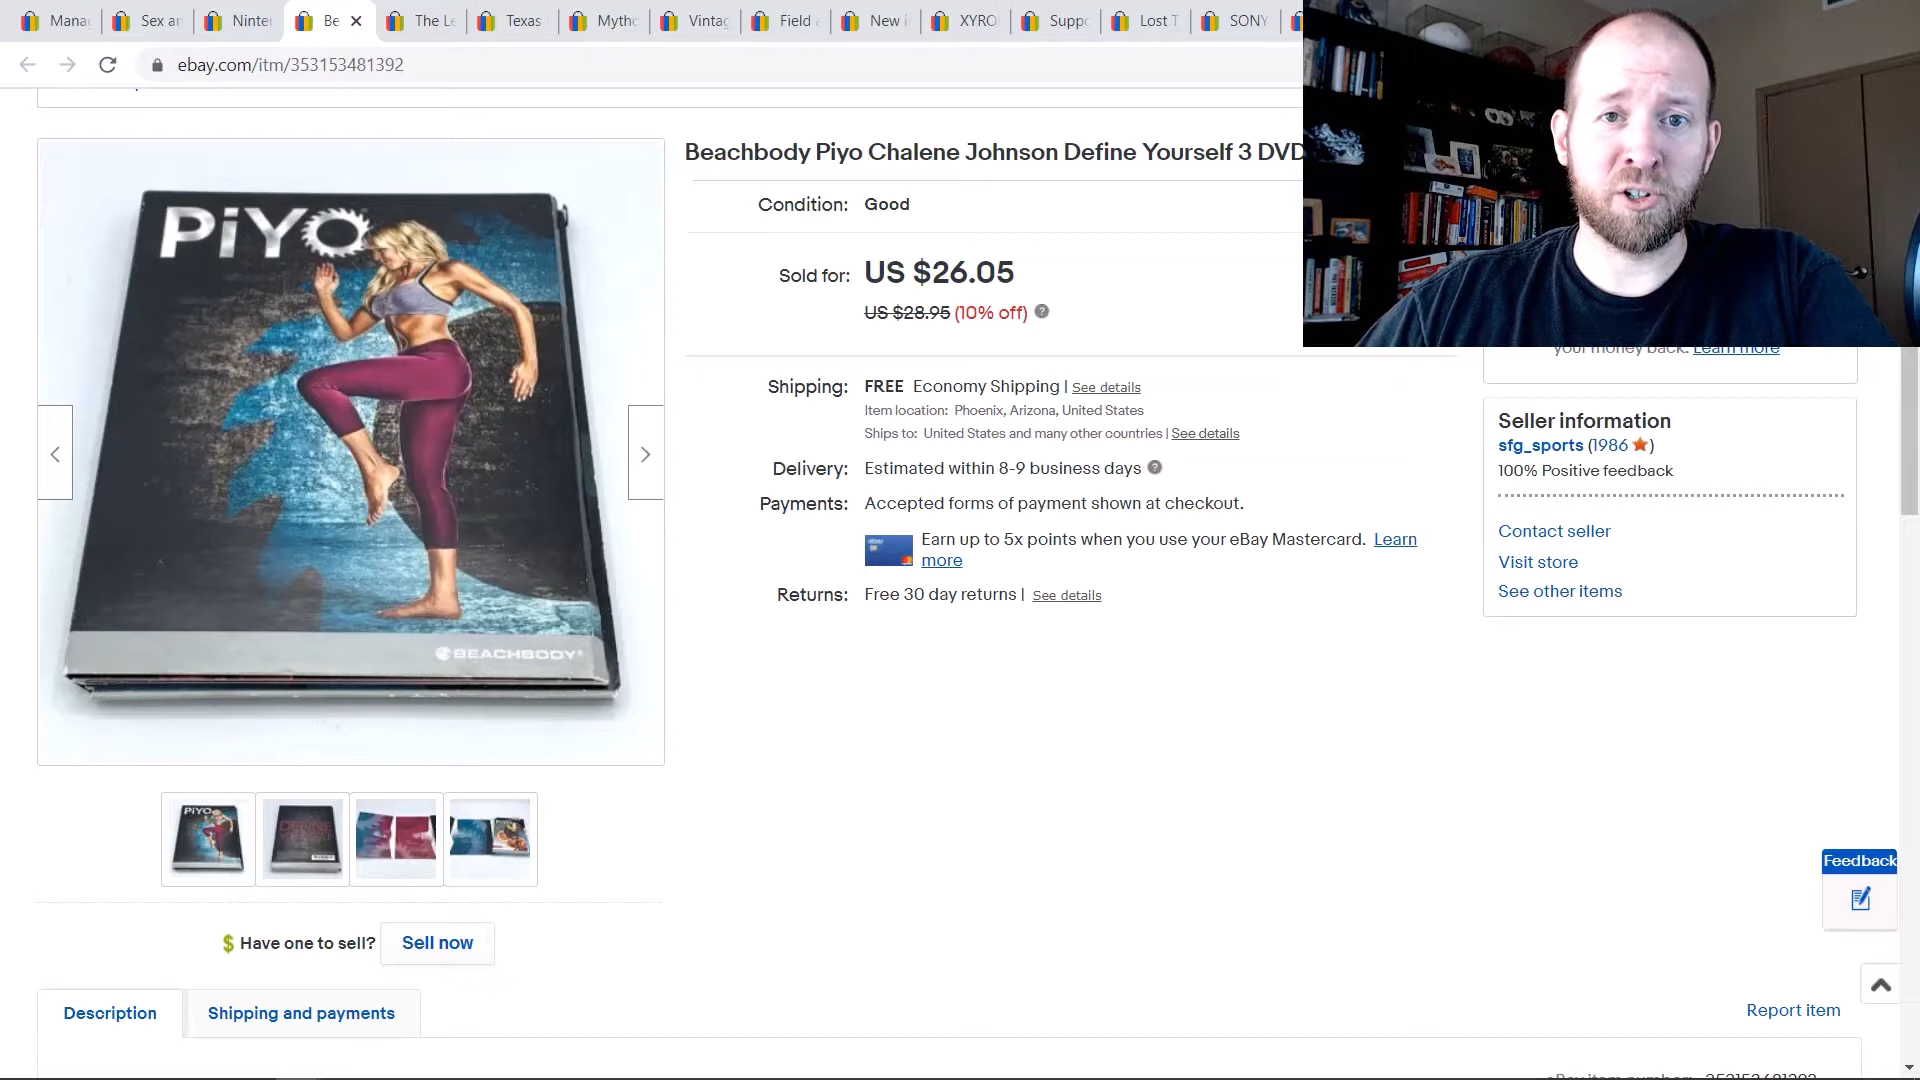 Mana
Sex an
Ninte
Be
The Le
Texas
Mytho
Vintag
Field a
New i
XYRO
Suppo
Lost T
SONY
ebay.com/itm/353153481392
Beachbody Piyo Chalene Johnson Define Yourself 3 DVD
Condition: Good
Sold for: US $26.05
US $28.95 (10% off)
your money back. Learn more
Shipping: FREE Economy Shipping | See details
Item location: Phoenix, Arizona, United States
Ships to: United States and many other countries | See details
Delivery: Estimated within 8-9 business days
Payments: Accepted forms of payment shown at checkout.
Earn up to 5x points when you use your eBay Mastercard. Learn
more
Returns: Free 30 day returns | See details
Seller information
sfg_sports (1986)
100% Positive feedback
Contact seller
Visit store
See other items
PiYO
BEACHBODY
PiYO
Feedback
$ Have one to sell? Sell now
Description
Shipping and payments
Report item